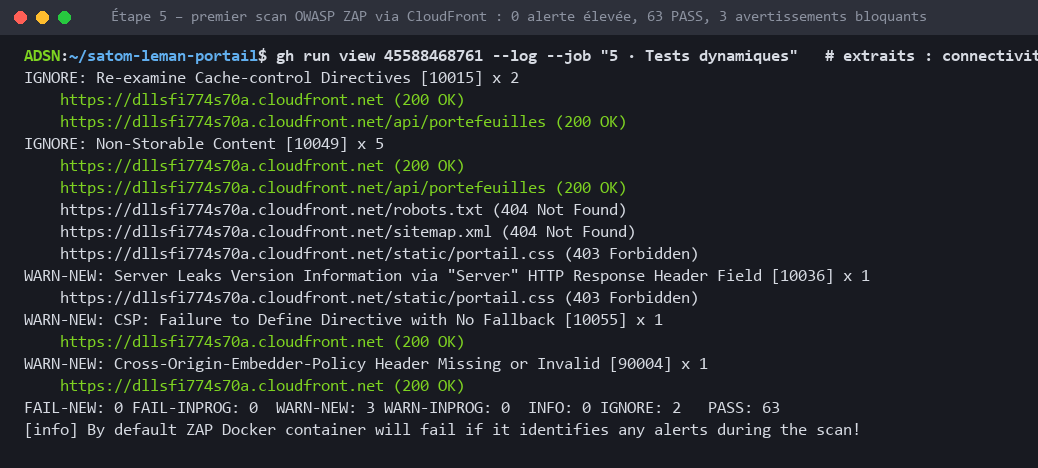 Étape 5 – premier scan OWASP ZAP via CloudFront : 0 alerte élevée, 63 PASS, 3 avertissements bloquants
ADSN:~/satom-leman-portail$ gh run view 45588468761 --log --job "5 · Tests dynamiques"   # extraits : connectivit
IGNORE: Re-examine Cache-control Directives [10015] x 2
    https://dllsfi774s70a.cloudfront.net (200 OK)
    https://dllsfi774s70a.cloudfront.net/api/portefeuilles (200 OK)
IGNORE: Non-Storable Content [10049] x 5
    https://dllsfi774s70a.cloudfront.net (200 OK)
    https://dllsfi774s70a.cloudfront.net/api/portefeuilles (200 OK)
    https://dllsfi774s70a.cloudfront.net/robots.txt (404 Not Found)
    https://dllsfi774s70a.cloudfront.net/sitemap.xml (404 Not Found)
    https://dllsfi774s70a.cloudfront.net/static/portail.css (403 Forbidden)
WARN-NEW: Server Leaks Version Information via "Server" HTTP Response Header Field [10036] x 1
    https://dllsfi774s70a.cloudfront.net/static/portail.css (403 Forbidden)
WARN-NEW: CSP: Failure to Define Directive with No Fallback [10055] x 1
    https://dllsfi774s70a.cloudfront.net (200 OK)
WARN-NEW: Cross-Origin-Embedder-Policy Header Missing or Invalid [90004] x 1
    https://dllsfi774s70a.cloudfront.net (200 OK)
FAIL-NEW: 0 FAIL-INPROG: 0  WARN-NEW: 3 WARN-INPROG: 0  INFO: 0 IGNORE: 2   PASS: 63
[info] By default ZAP Docker container will fail if it identifies any alerts during the scan!